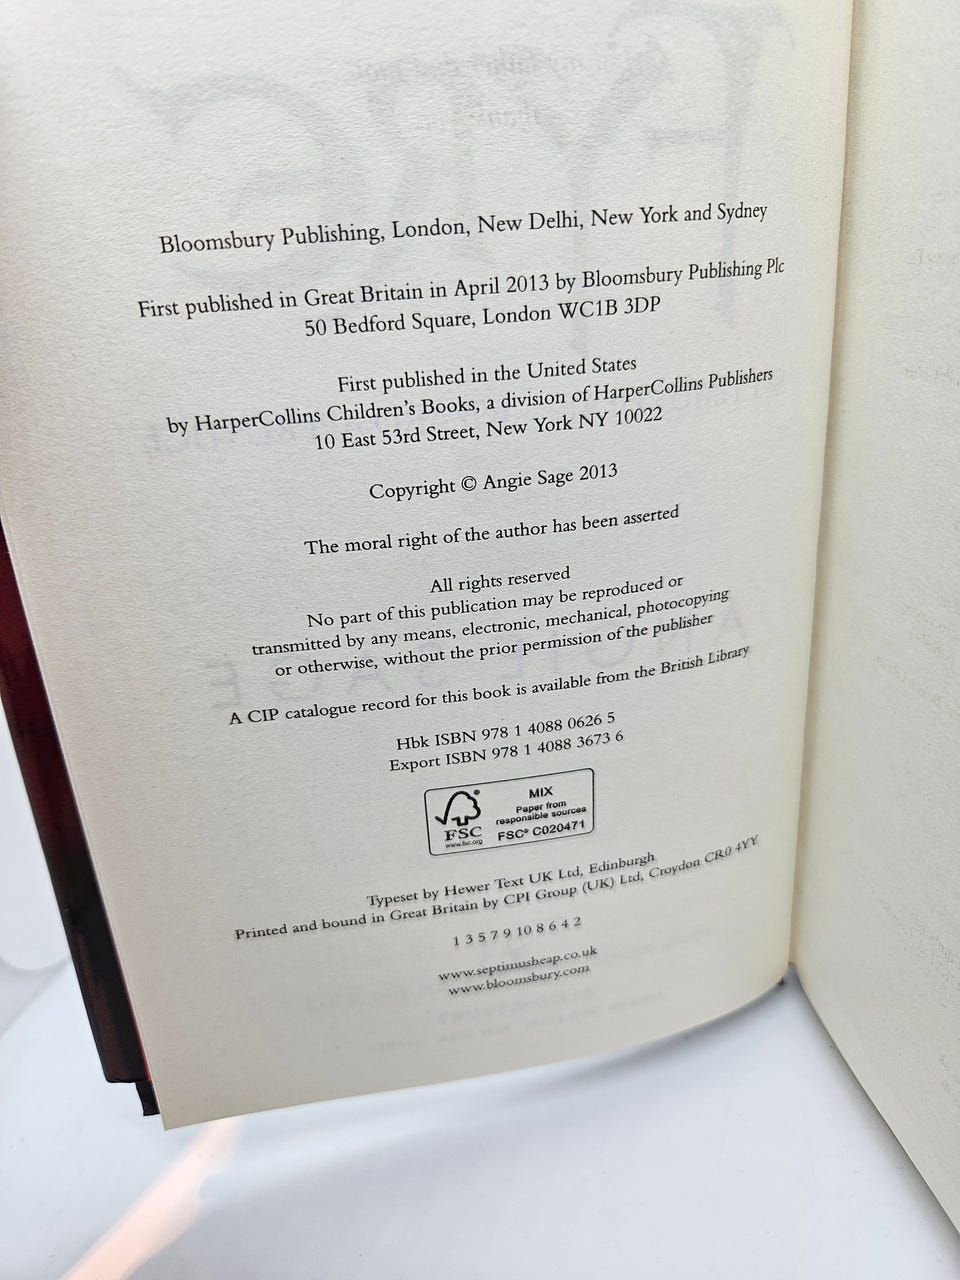 Bloomsbury Publishing, London, New Delhi, New York and Sydney
First published in Great Britain in April 2013 by Bloomsbury Publishing Plc
50 Bedford Square, London WC1B 3DP
First published in the United States
by HarperCollins Children's Books, a division of HarperCollins Publishers
10 East 53rd Street, New York NY 10022
Copyright © Angie Sage 2013
The moral right of the author has been asserted
All rights reserved
No part of this publication may be reproduced or
transmitted by any means, electronic, mechanical, photocopying
or otherwise, without the prior permission of the publisher
A CIP catalogue record for this book is available from the British Library
Hbk ISBN 978 1 4088 0626 5
Export ISBN 978 1 4088 3673 6
MIX
Paper from
responsible sources
FSC® C020471
FSC
www.fsc.org
Typeset by Hewer Text UK Ltd, Edinburgh
Printed and bound in Great Britain by CPI Group (UK) Ltd, Croydon CR0 4YY
1 3 5 7 9 10 8 6 4 2
www.septimusheap.co.uk
www.bloomsbury.com